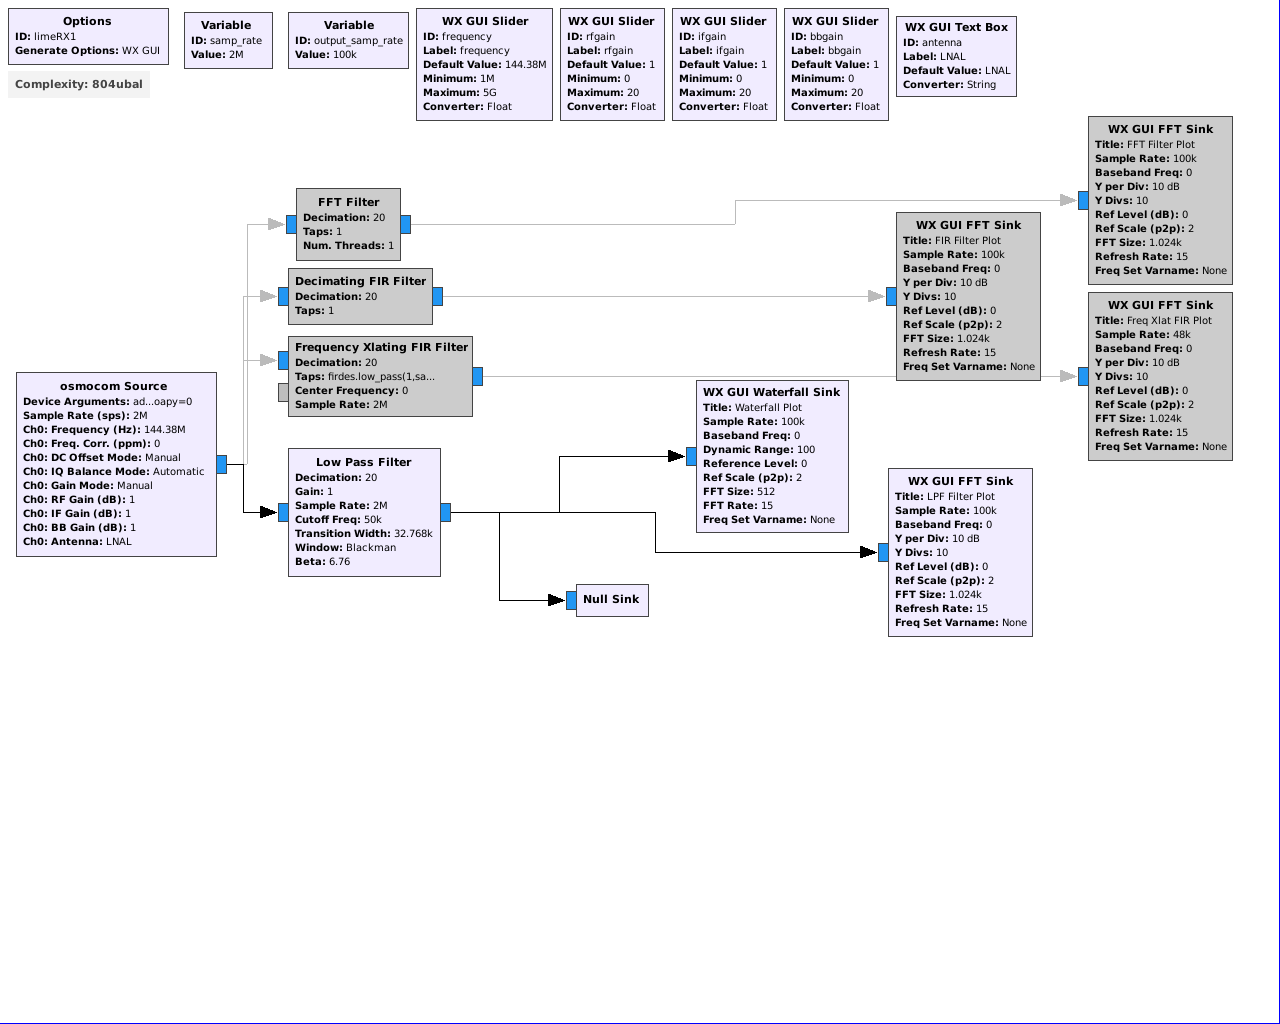 Options
ID: limeRX1
Generate Options: WX GUI
Complexity: 804ubal
Variable
ID: samp_rate
Value: 2M
Variable
ID: output_samp_rate
Value: 100k
WX GUI Slider
ID: frequency
Label: frequency
Default Value: 144.38M
Minimum: 1M
Maximum: 5G
Converter: Float
WX GUI Slider
ID: rfgain
Label: rfgain
Default Value: 1
Minimum: 0
Maximum: 20
Converter: Float
WX GUI Slider
ID: ifgain
Label: ifgain
Default Value: 1
Minimum: 0
Maximum: 20
Converter: Float
WX GUI Slider
ID: bbgain
Label: bbgain
Default Value: 1
Minimum: 0
Maximum: 20
Converter: Float
WX GUI Text Box
ID: antenna
Label: LNAL
Default Value: LNAL
Converter: String
WX GUI FFT Sink
Title: FFT Filter Plot
Sample Rate: 100k
Baseband Freq: 0
Y per Div: 10 dB
Y Divs: 10
Ref Level (dB): 0
Ref Scale (p2p): 2
FFT Size: 1.024k
Refresh Rate: 15
Freq Set Varname: None
FFT Filter
Decimation: 20
Taps: 1
Num. Threads: 1
WX GUI FFT Sink
Title: FIR Filter Plot
Sample Rate: 100k
Baseband Freq: 0
Y per Div: 10 dB
Y Divs: 10
Ref Level (dB): 0
Ref Scale (p2p): 2
FFT Size: 1.024k
Refresh Rate: 15
Freq Set Varname: None
Decimating FIR Filter
Decimation: 20
Taps: 1
WX GUI FFT Sink
Title: Freq Xlat FIR Plot
Sample Rate: 48k
Baseband Freq: 0
Y per Div: 10 dB
Y Divs: 10
Ref Level (dB): 0
Ref Scale (p2p): 2
FFT Size: 1.024k
Refresh Rate: 15
Freq Set Varname: None
Frequency Xlating FIR Filter
Decimation: 20
Taps: firdes.low_pass(1,sa...
Center Frequency: 0
Sample Rate: 2M
osmocom Source
Device Arguments: ad...oapy=0
Sample Rate (sps): 2M
Ch0: Frequency (Hz): 144.38M
Ch0: Freq. Corr. (ppm): 0
Ch0: DC Offset Mode: Manual
Ch0: IQ Balance Mode: Automatic
Ch0: Gain Mode: Manual
Ch0: RF Gain (dB): 1
Ch0: IF Gain (dB): 1
Ch0: BB Gain (dB): 1
Ch0: Antenna: LNAL
Low Pass Filter
Decimation: 20
Gain: 1
Sample Rate: 2M
Cutoff Freq: 50k
Transition Width: 32.768k
Window: Blackman
Beta: 6.76
WX GUI Waterfall Sink
Title: Waterfall Plot
Sample Rate: 100k
Baseband Freq: 0
Dynamic Range: 100
Reference Level: 0
Ref Scale (p2p): 2
FFT Size: 512
FFT Rate: 15
Freq Set Varname: None
WX GUI FFT Sink
Title: LPF Filter Plot
Sample Rate: 100k
Baseband Freq: 0
Y per Div: 10 dB
Y Divs: 10
Ref Level (dB): 0
Ref Scale (p2p): 2
FFT Size: 1.024k
Refresh Rate: 15
Freq Set Varname: None
Null Sink